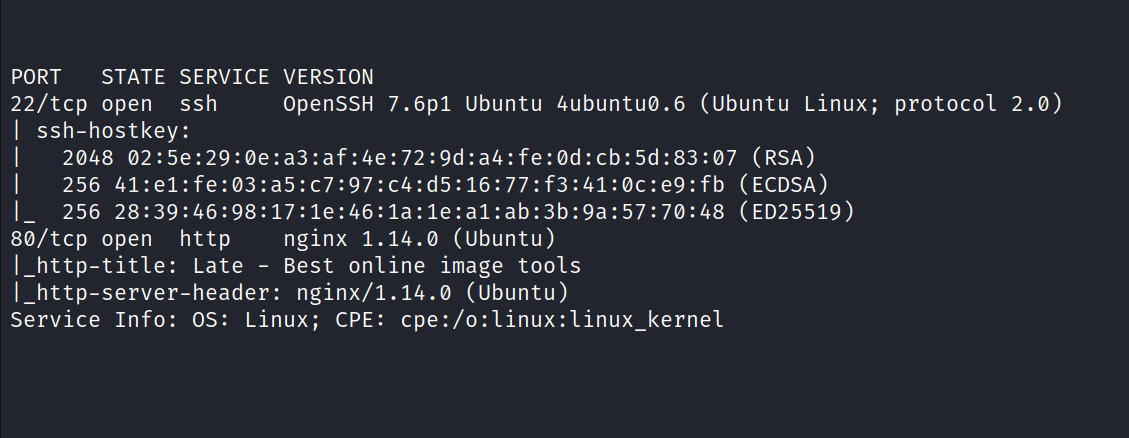 PORT   STATE SERVICE VERSION
22/tcp open  ssh     OpenSSH 7.6p1 Ubuntu 4ubuntu0.6 (Ubuntu Linux; protocol 2.0)
| ssh-hostkey:
|   2048 02:5e:29:0e:a3:af:4e:72:9d:a4:fe:0d:cb:5d:83:07 (RSA)
|   256 41:e1:fe:03:a5:c7:97:c4:d5:16:77:f3:41:0c:e9:fb (ECDSA)
|_  256 28:39:46:98:17:1e:46:1a:1e:a1:ab:3b:9a:57:70:48 (ED25519)
80/tcp open  http    nginx 1.14.0 (Ubuntu)
|_http-title: Late - Best online image tools
|_http-server-header: nginx/1.14.0 (Ubuntu)
Service Info: OS: Linux; CPE: cpe:/o:linux:linux_kernel